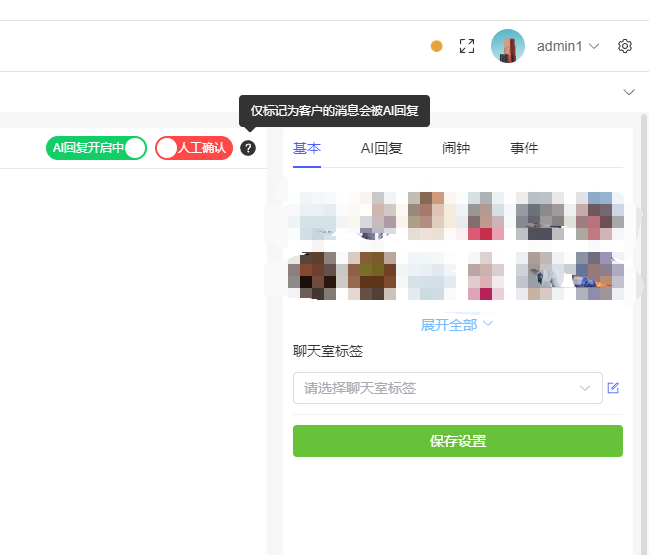 admin1
仅标记为客户的消息会被AI回复
AI回复开启中 人工确认 ?
基本 AI回复 闹钟 事件
展开全部
聊天室标签
请选择聊天室标签
保存设置